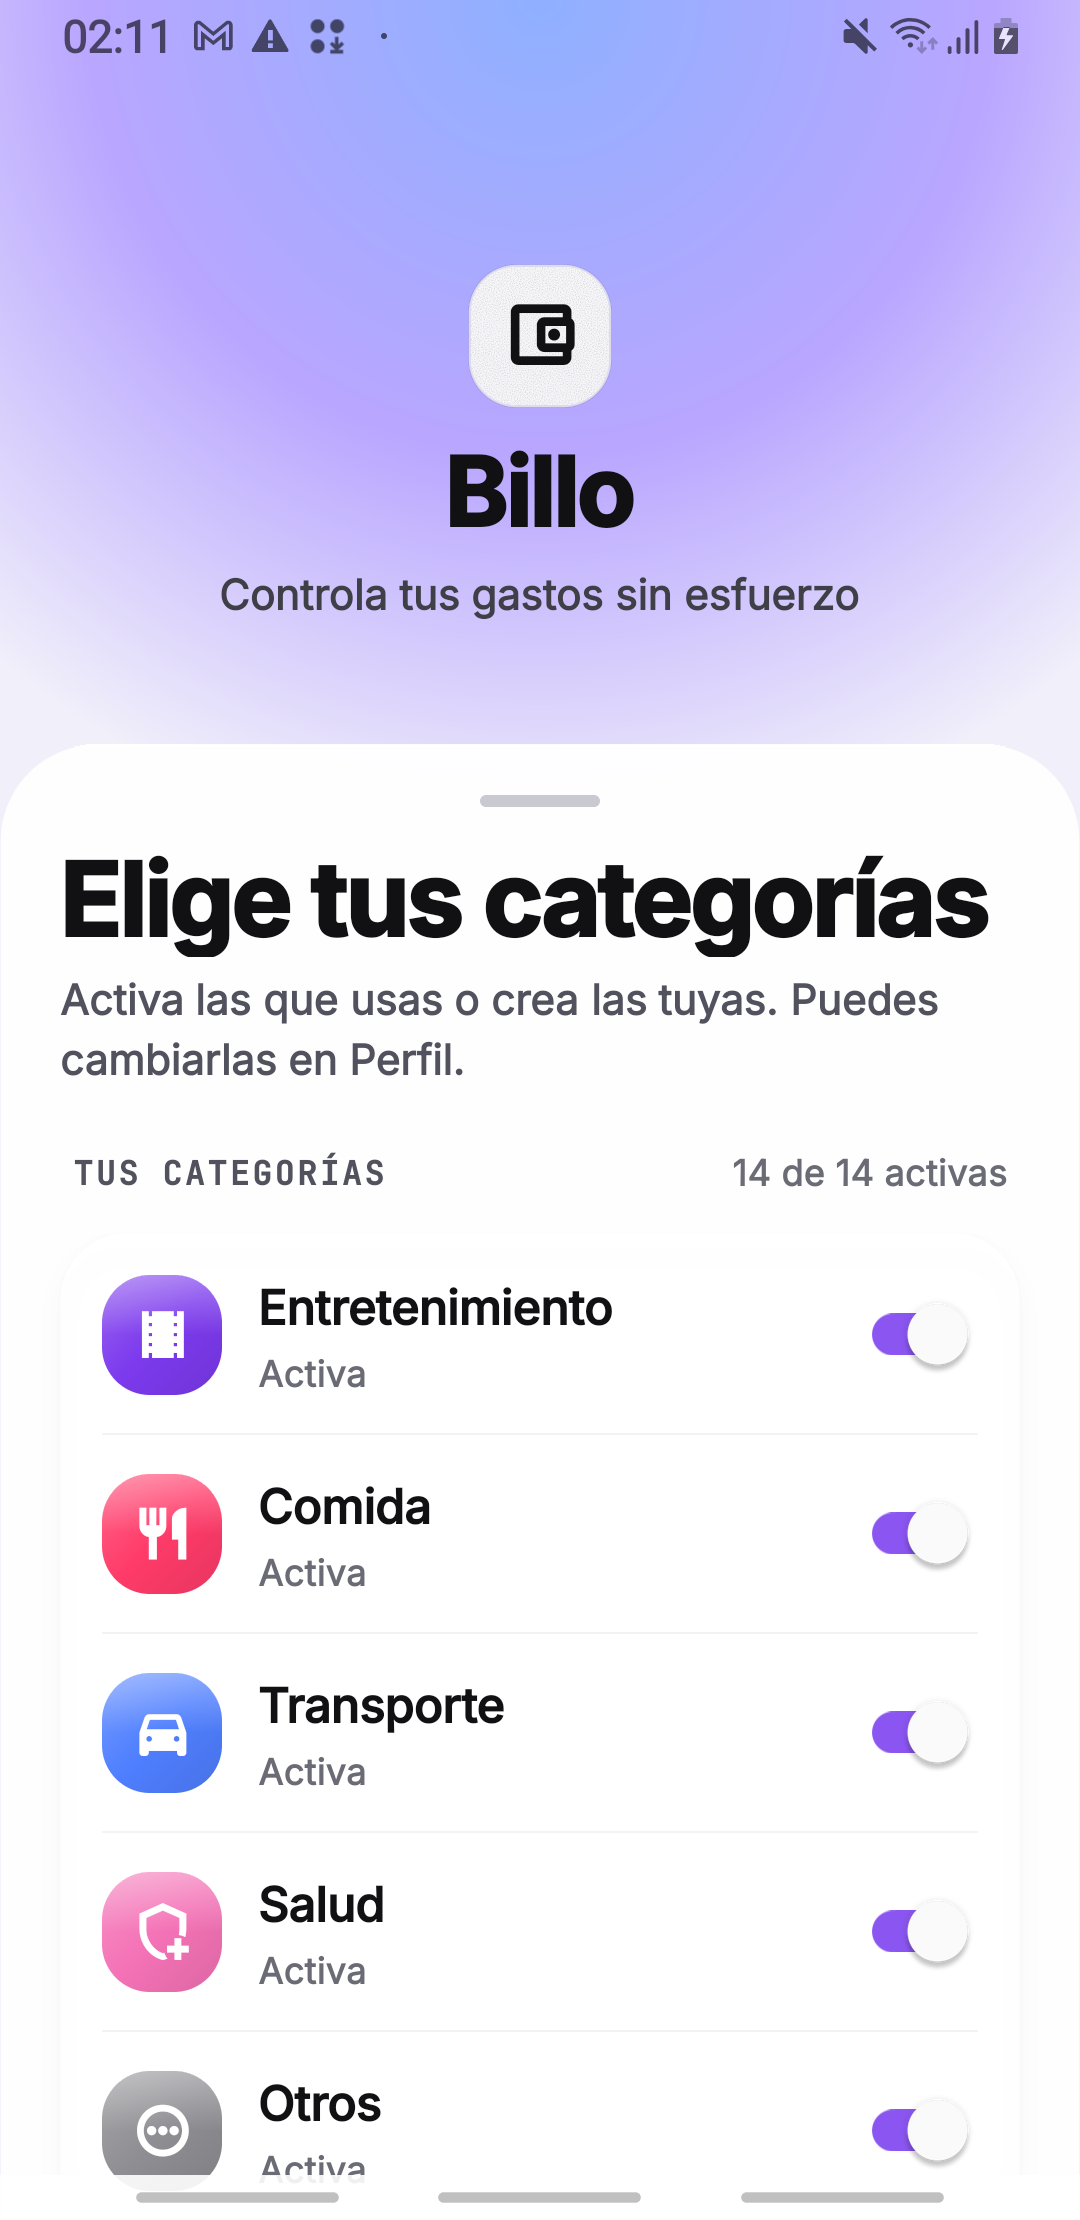 02:11
Billo
Controla tus gastos sin esfuerzo
Elige tus categorías
Activa las que usas o crea las tuyas. Puedes
cambiarlas en Perfil.
TUS CATEGORÍAS
14 de 14 activas
Entretenimiento
Activa
Comida
Activa
Transporte
Activa
Salud
Activa
Otros
Activa